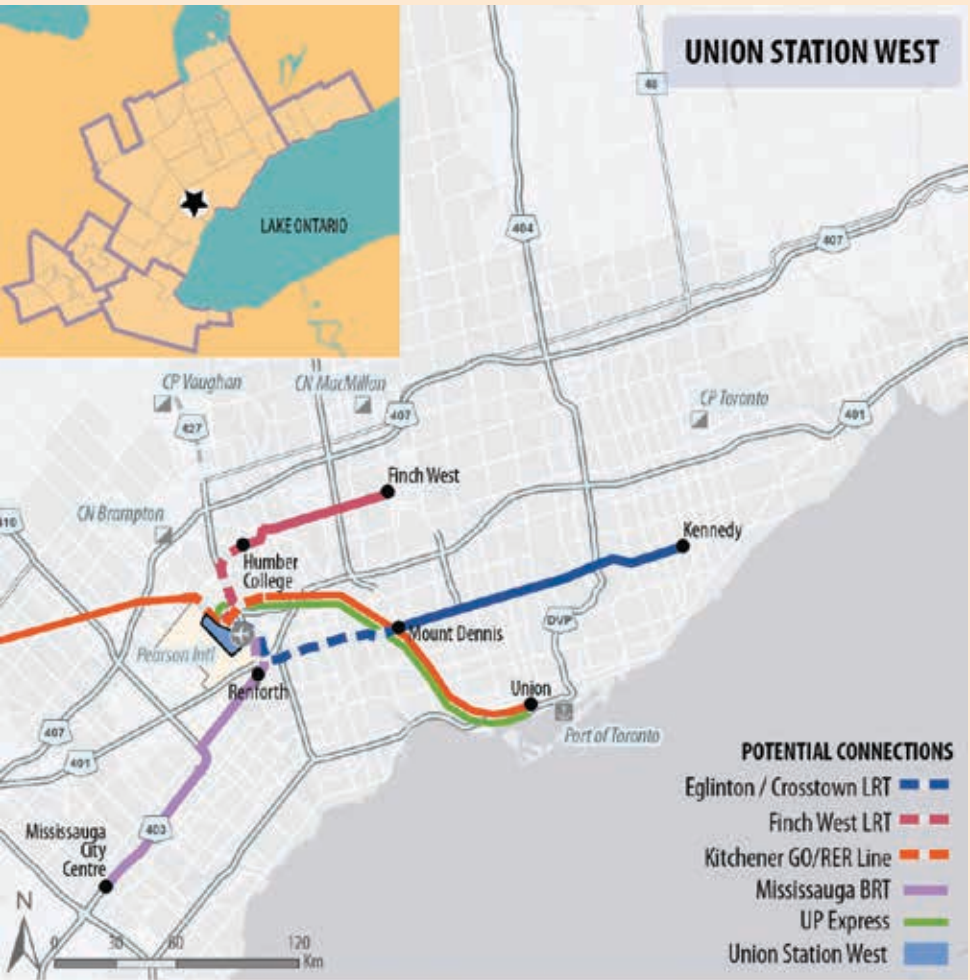 UNION STATION WEST
LAKE ONTARIO
48
404
407
CP Vaughan
CN MacMillan
CP Toronto
427
407
401
Finch West
410
CN Brampton
Kennedy
Humber
College
DVP
Mount Dennis
Pearson Intl
Renforth
Union
Port of Toronto
407
401
403
Mississauga
City
Centre
N
0 30 60 120
Km
POTENTIAL CONNECTIONS
Eglinton / Crosstown LRT
Finch West LRT
Kitchener GO/RER Line
Mississauga BRT
UP Express
Union Station West